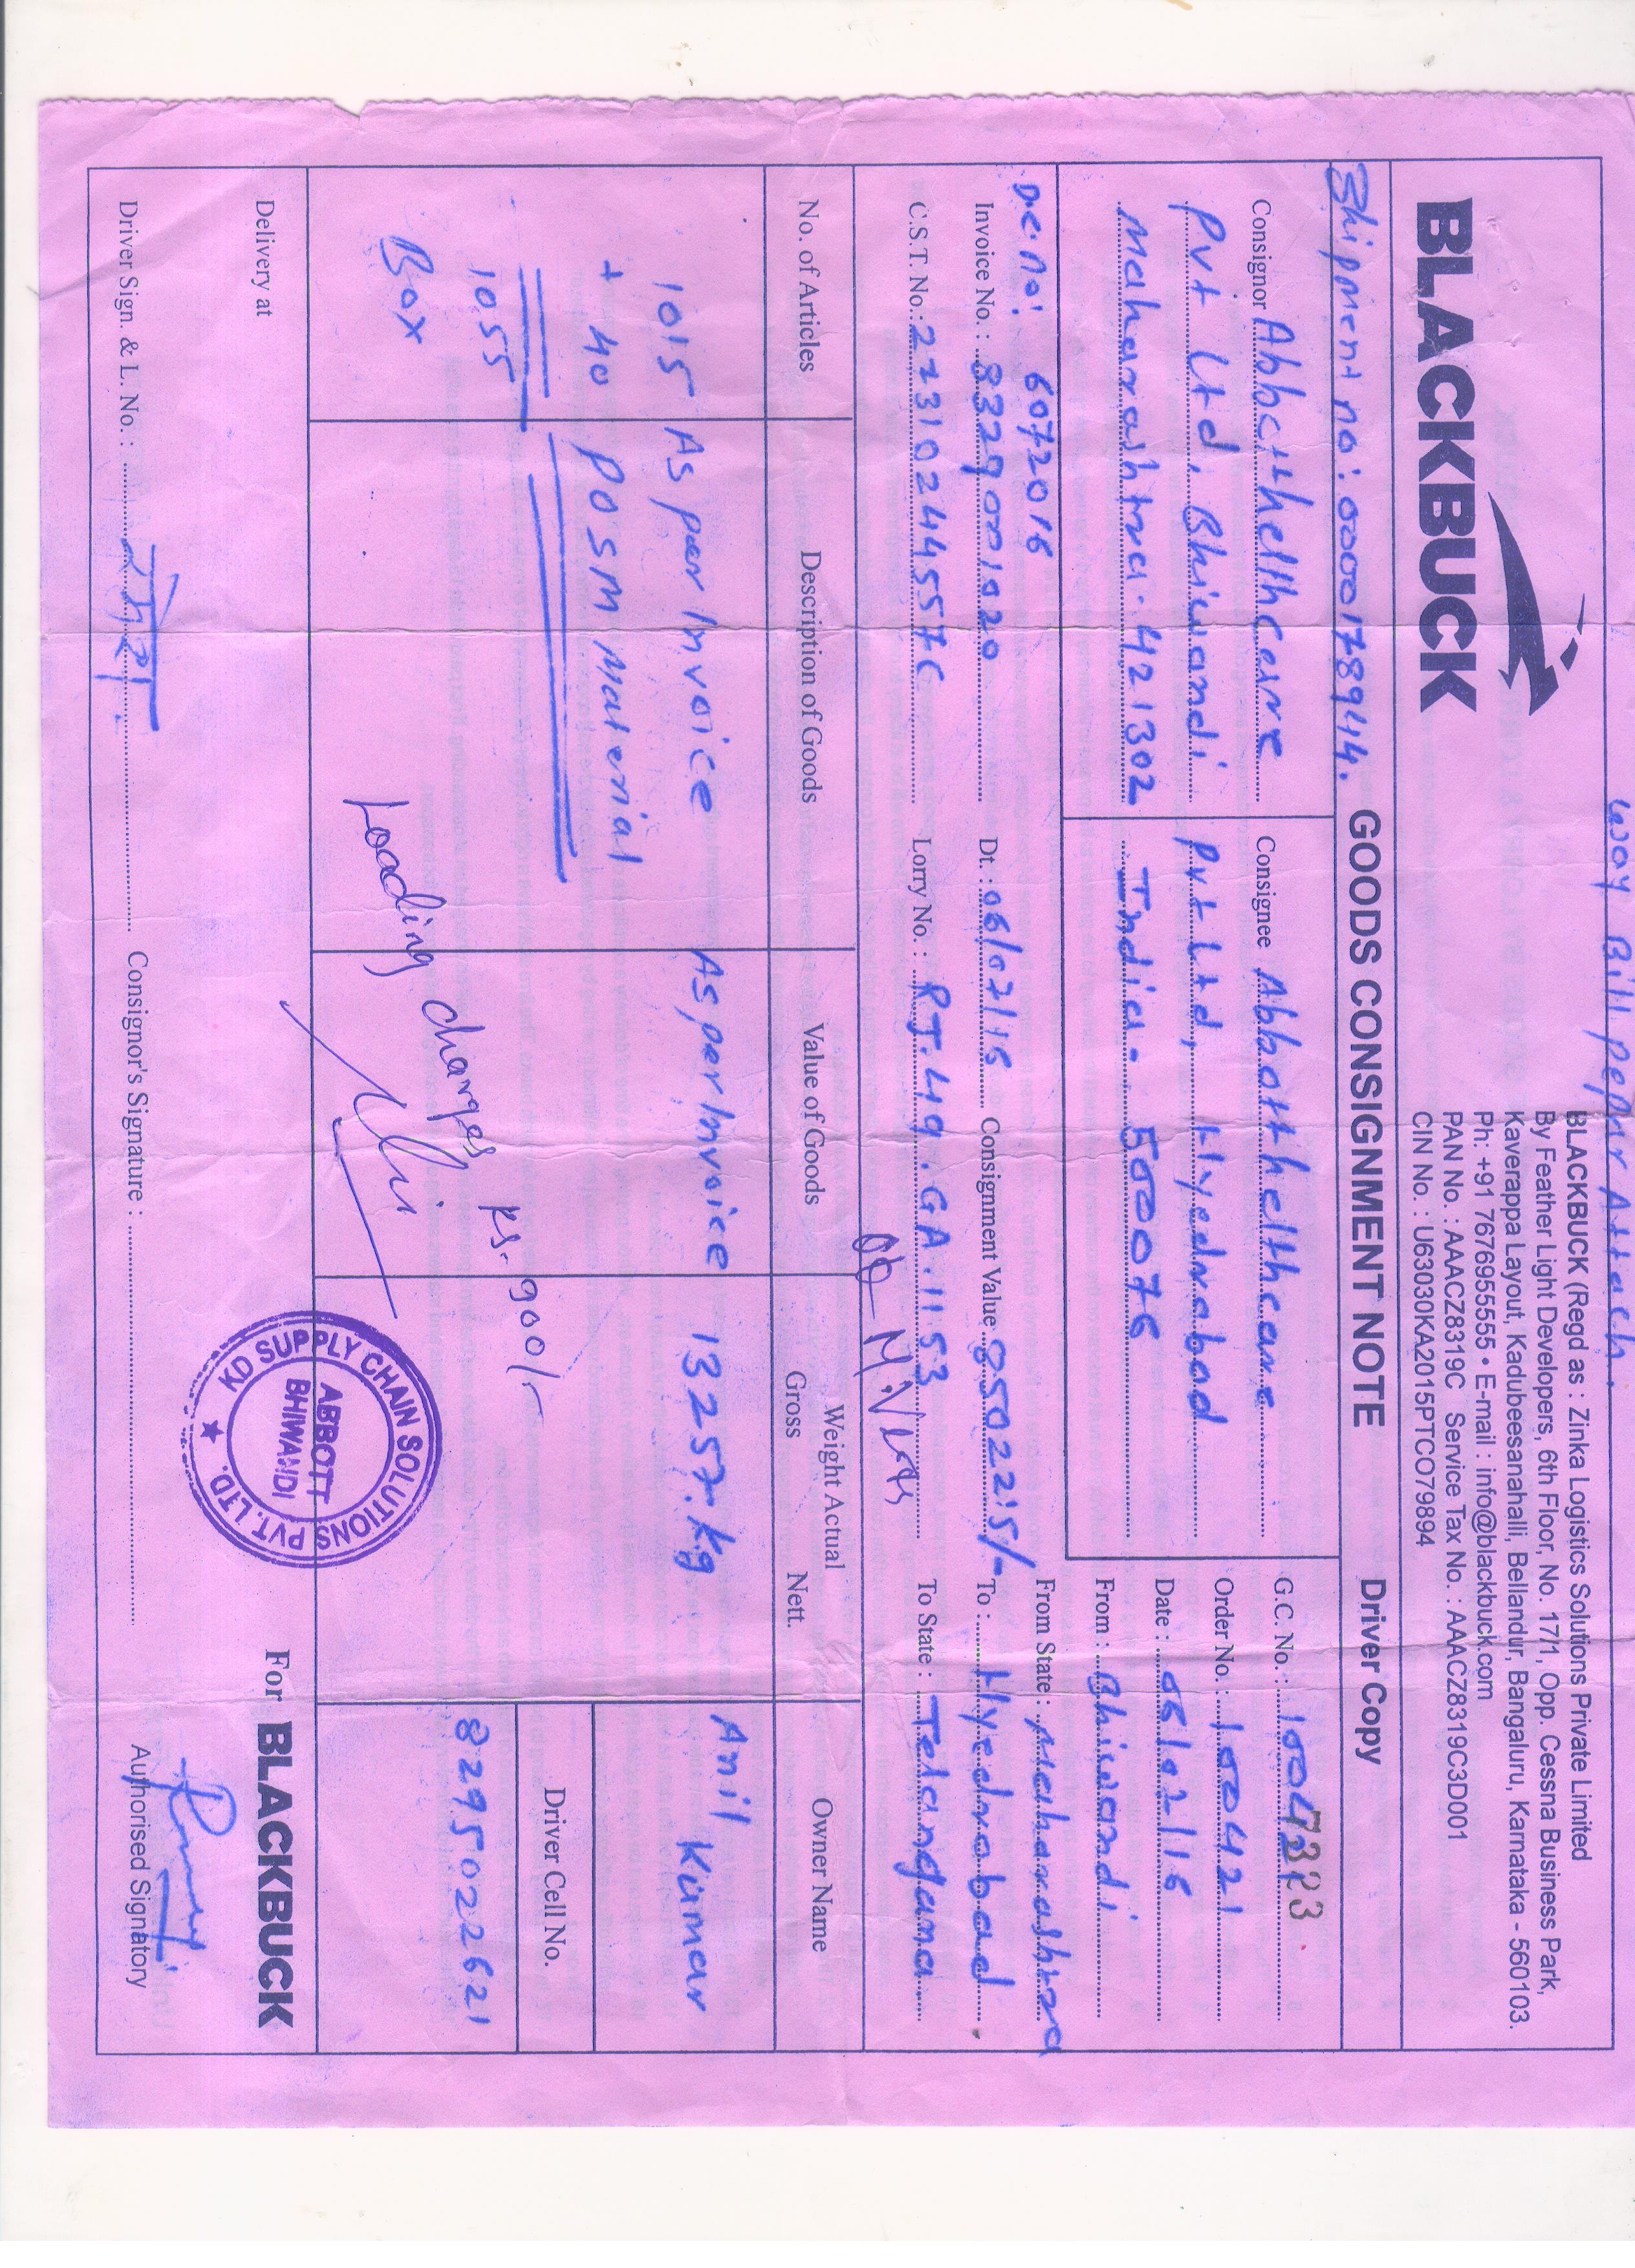 Way Bill pepar Attach.
BLACKBUCK
BLACKBUCK (Regd as : Zinka Logistics Solutions Private Limited
By Feather Light Developers, 6th Floor, No. 17/1, Opp. Cessna Business Park,
Kaverappa Layout, Kadubeesanahalli, Bellandur, Bangaluru, Karnataka - 560103.
Ph: +91 7676955555 • E-mail : info@blackbuck.com
PAN No. : AAACZ8319C Service Tax No. : AAACZ8319C3D001
CIN No. : U63030KA2015PTCO79894
Shipment no: 0000178944.
GOODS CONSIGNMENT NOTE
Driver Copy
Consignor Abbotthelthcare
Pvt Ltd, Bhiwandi
Maharashtra - 421302
Consignee Abbotthelthcare
Pvt Ltd, Hyedrabad
India - 500076
G.C. No. : 100421 7323
Order No. : 100421
Date : 06/07/16
From : Bhiwandi
From State : Maharashtra
To : Hyedrabad
To State : Telangana
D.C. No: 6072016
Invoice No. : 8329001020
Dt. : 06/07/16
Consignment Value 850221.5/-
C.S.T. No.: 27310244557C
Lorry No. : RJ.49.GA.1153
No. of Articles
Description of Goods
Value of Goods
Weight Actual
Gross Nett.
Owner Name
1015
+ 40
1055
Box
As per Invoice
POSM Material
As per Invoice
13257.Kg
Anil
Kumar
Driver Cell No.
8295022621
Loading charges Rs. 900/-
KD SUPPLY CHAIN SOLUTIONS PVT. LTD.
ABBOTT
BHIWANDI
Delivery at
For BLACKBUCK
Driver Sign. & L. No. : रमेश
Consignor's Signature :
Authorised Signatory